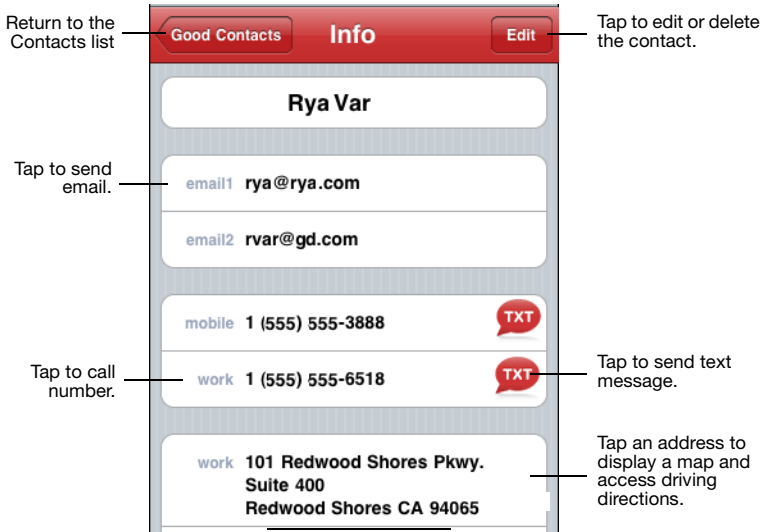 Return to the
Contacts list
Good Contacts
Info
Edit
Tap to edit or delete
the contact.
Rya Var
Tap to send
email.
email1 rya@rya.com
email2 rvar@gd.com
mobile 1 (555) 555-3888 TXT
Tap to call
number.
work 1 (555) 555-6518 TXT
Tap to send text
message.
work 101 Redwood Shores Pkwy.
Suite 400
Redwood Shores CA 94065
Tap an address to
display a map and
access driving
directions.